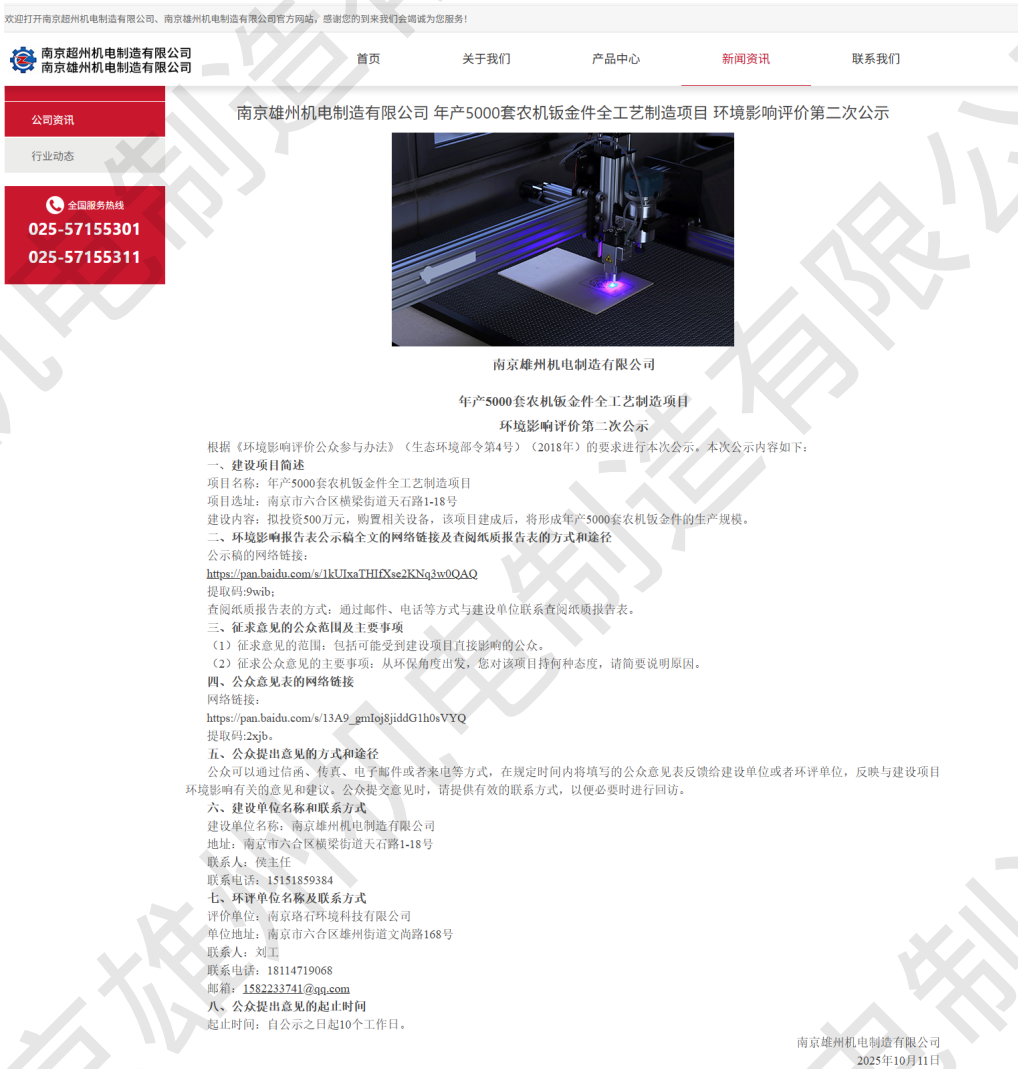 欢迎打开南京超州机电制造有限公司、南京雄州机电制造有限公司官方网站，感谢您的到来我们会竭诚为您服务！
南京超州机电制造有限公司
南京雄州机电制造有限公司
首页 关于我们 产品中心 新闻资讯 联系我们
公司资讯
行业动态
全国服务热线
025-57155301
025-57155311
南京雄州机电制造有限公司 年产5000套农机钣金件全工艺制造项目 环境影响评价第二次公示
南京雄州机电制造有限公司
年产5000套农机钣金件全工艺制造项目
环境影响评价第二次公示
根据《环境影响评价公众参与办法》（生态环境部令第4号）（2018年）的要求进行本次公示。本次公示内容如下：
一、建设项目简述
项目名称：年产5000套农机钣金件全工艺制造项目
项目选址：南京市六合区横梁街道天石路1-18号
建设内容：拟投资500万元，购置相关设备，该项目建成后，将形成年产5000套农机钣金件的生产规模。
二、环境影响报告表公示稿全文的网络链接及查阅纸质报告表的方式和途径
公示稿的网络链接：
https://pan.baidu.com/s/1kUIxaTHIfXse2KNq3w0QAQ
提取码:9wib;
查阅纸质报告表的方式：通过邮件、电话等方式与建设单位联系查阅纸质报告表。
三、征求意见的公众范围及主要事项
（1）征求意见的范围：包括可能受到建设项目直接影响的公众。
（2）征求公众意见的主要事项：从环保角度出发，您对该项目持何种态度，请简要说明原因。
四、公众意见表的网络链接
网络链接：
https://pan.baidu.com/s/13A9_gmIoj8jiddG1h0sVYQ
提取码:2xjb。
五、公众提出意见的方式和途径
公众可以通过信函、传真、电子邮件或者来电等方式，在规定时间内将填写的公众意见表反馈给建设单位或者环评单位，反映与建设项目
环境影响有关的意见和建议。公众提交意见时，请提供有效的联系方式，以便必要时进行回访。
六、建设单位名称和联系方式
建设单位名称：南京雄州机电制造有限公司
地址：南京市六合区横梁街道天石路1-18号
联系人：侯主任
联系电话：15151859384
七、环评单位名称及联系方式
评价单位：南京珞石环境科技有限公司
单位地址：南京市六合区雄州街道文尚路168号
联系人：刘工
联系电话：18114719068
邮箱：1582233741@qq.com
八、公众提出意见的起止时间
起止时间：自公示之日起10个工作日。
南京雄州机电制造有限公司
2025年10月11日